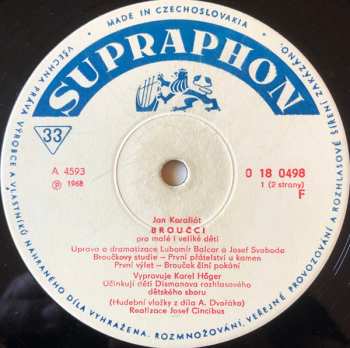 MADE IN CZECHOSLOVAKIA
SUPRAPHON
33
A 4593
℗ 1968
0 18 0498
1 (2 strany)
F
Jan Karafiát
BROUČCI
pro malé i veliké děti
Uprava a dramatizace Lubomír Balcar a Josef Svoboda
Broučkovy studie – První přátelství u kamen
První výlet – Brouček činí pokání
Vypravuje Karel Höger
Účinkují děti Dismanova rozhlasového
dětského sboru
(Hudební vložky z díla A. Dvořáka)
Realizace Josef Cincibus
VŠECHNA PRÁVA VÝROBCE A VLASTNÍKŮ NAHRANÉHO DÍLA VYHRAŽENA. ROZMNOŽOVÁNÍ, VEŘEJNÉ PROVOZOVÁNÍ A ROZHLASOVÉ ŠÍŘENÍ ZAKÁZÁNO.